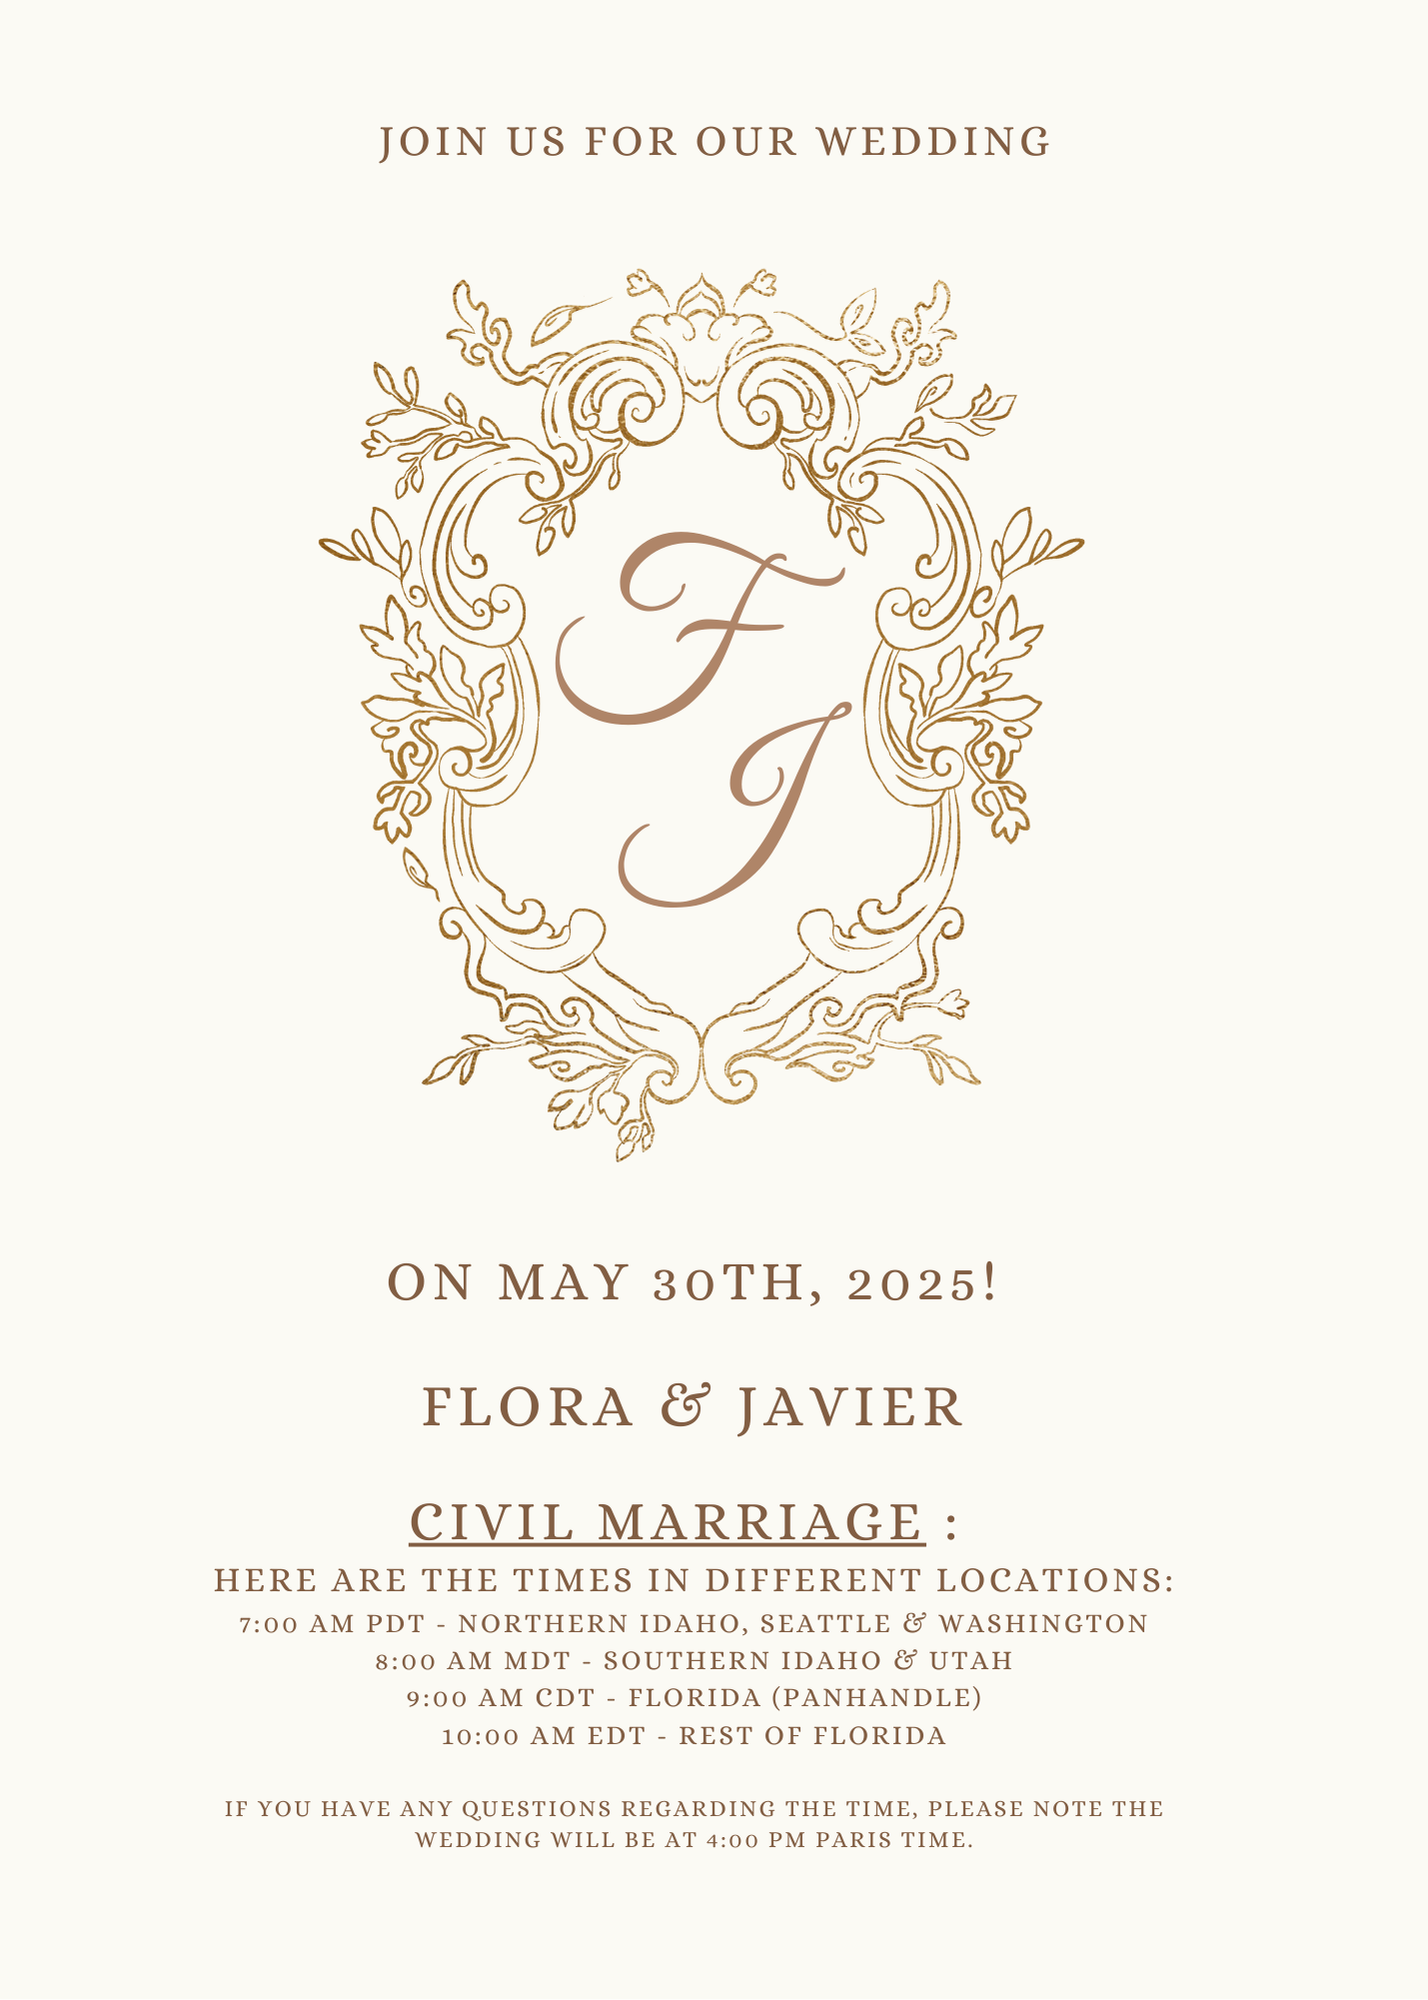 JOIN US FOR OUR WEDDING
F
J
ON MAY 30TH, 2025!
FLORA & JAVIER
CIVIL MARRIAGE :
HERE ARE THE TIMES IN DIFFERENT LOCATIONS:
7:00 AM PDT - NORTHERN IDAHO, SEATTLE & WASHINGTON
8:00 AM MDT - SOUTHERN IDAHO & UTAH
9:00 AM CDT - FLORIDA (PANHANDLE)
10:00 AM EDT - REST OF FLORIDA
IF YOU HAVE ANY QUESTIONS REGARDING THE TIME, PLEASE NOTE THE
WEDDING WILL BE AT 4:00 PM PARIS TIME.